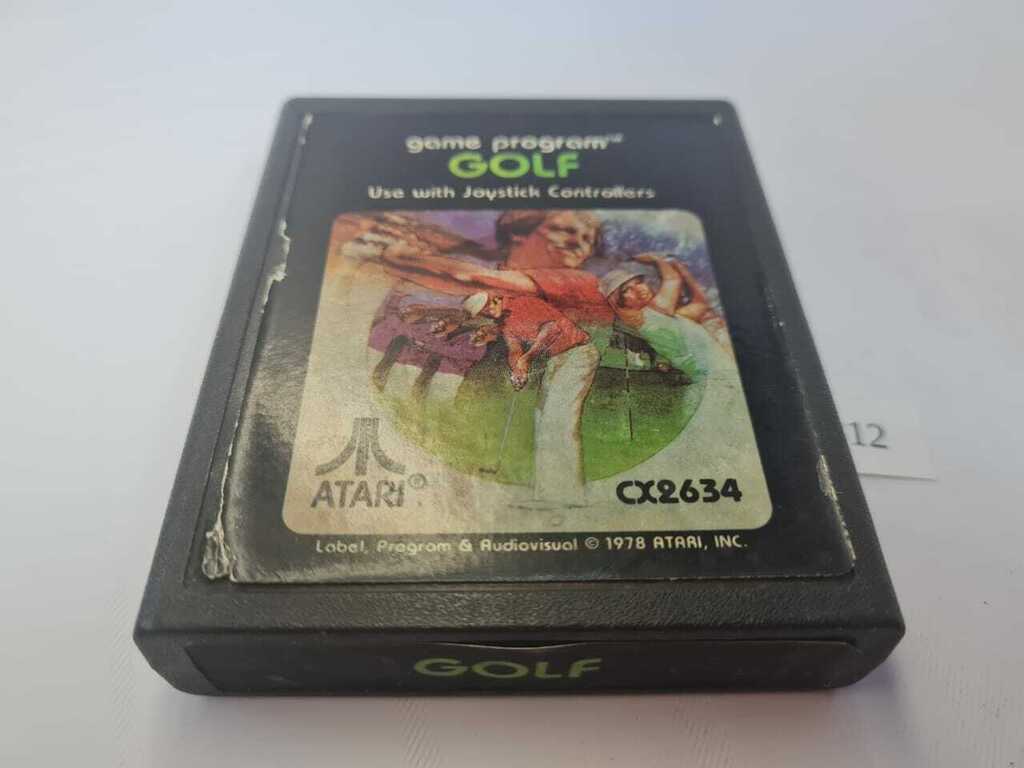 game program™
GOLF
Use with Joystick Controllers
ATARI®
CX2634
Label, Program & Audiovisual © 1978 ATARI, INC.
GOLF
12